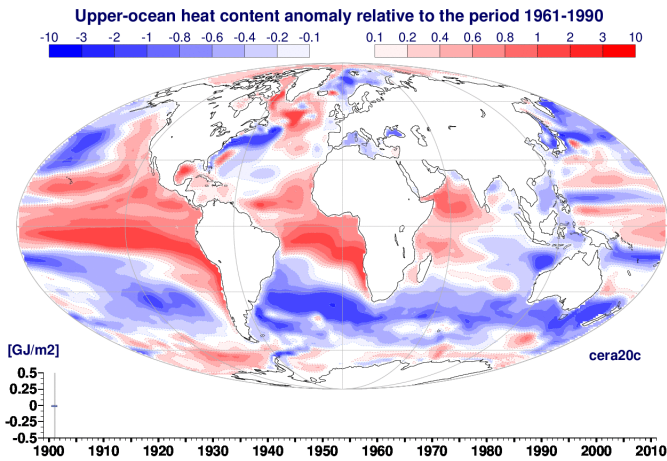 Upper-ocean heat content anomaly relative to the period 1961-1990
-10 -3 -2 -1 -0.8 -0.6 -0.4 -0.2 -0.1 0.1 0.2 0.4 0.6 0.8 1 2 3 10
cera20c
[GJ/m2]
0.5
0.25
0
-0.25
-0.5
1900 1910 1920 1930 1940 1950 1960 1970 1980 1990 2000 2010